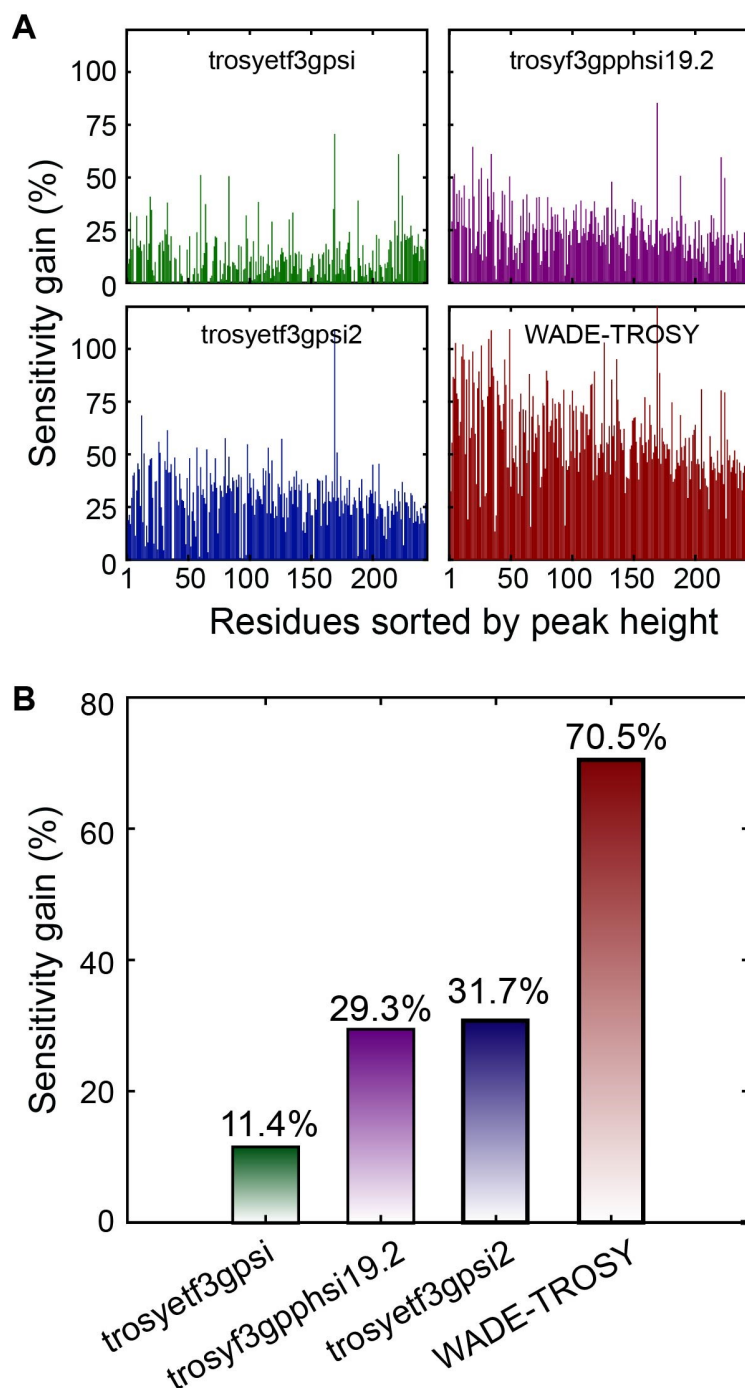 A
trosyetf3gpsi
trosyf3gpphsi19.2
100
75
50
25
0
Sensitivity gain (%)
trosyetf3gpsi2
WADE-TROSY
100
75
50
25
0
1 50 100 150 200
1 50 100 150 200
Residues sorted by peak height
B
80
60
40
20
0
Sensitivity gain (%)
11.4%
29.3%
31.7%
70.5%
trosyetf3gpsi
trosyf3gpphsi19.2
trosyetf3gpsi2
WADE-TROSY